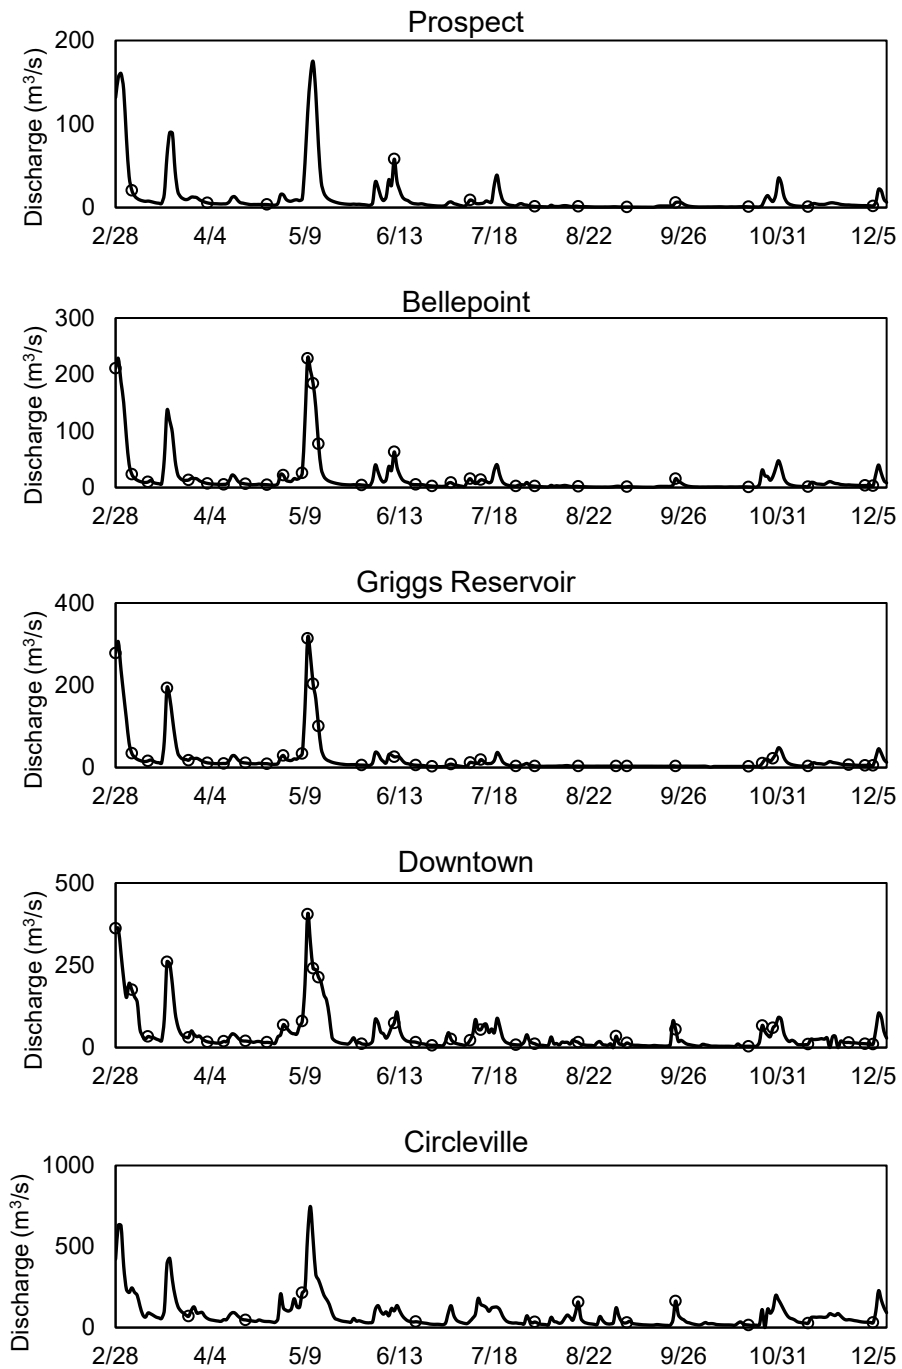 Prospect
200
100
0
Discharge (m³/s)
2/28 4/4 5/9 6/13 7/18 8/22 9/26 10/31 12/5
Bellepoint
300
200
100
0
Discharge (m³/s)
2/28 4/4 5/9 6/13 7/18 8/22 9/26 10/31 12/5
Griggs Reservoir
400
200
0
Discharge (m³/s)
2/28 4/4 5/9 6/13 7/18 8/22 9/26 10/31 12/5
Downtown
500
250
0
Discharge (m³/s)
2/28 4/4 5/9 6/13 7/18 8/22 9/26 10/31 12/5
Circleville
1000
500
0
Discharge (m³/s)
2/28 4/4 5/9 6/13 7/18 8/22 9/26 10/31 12/5